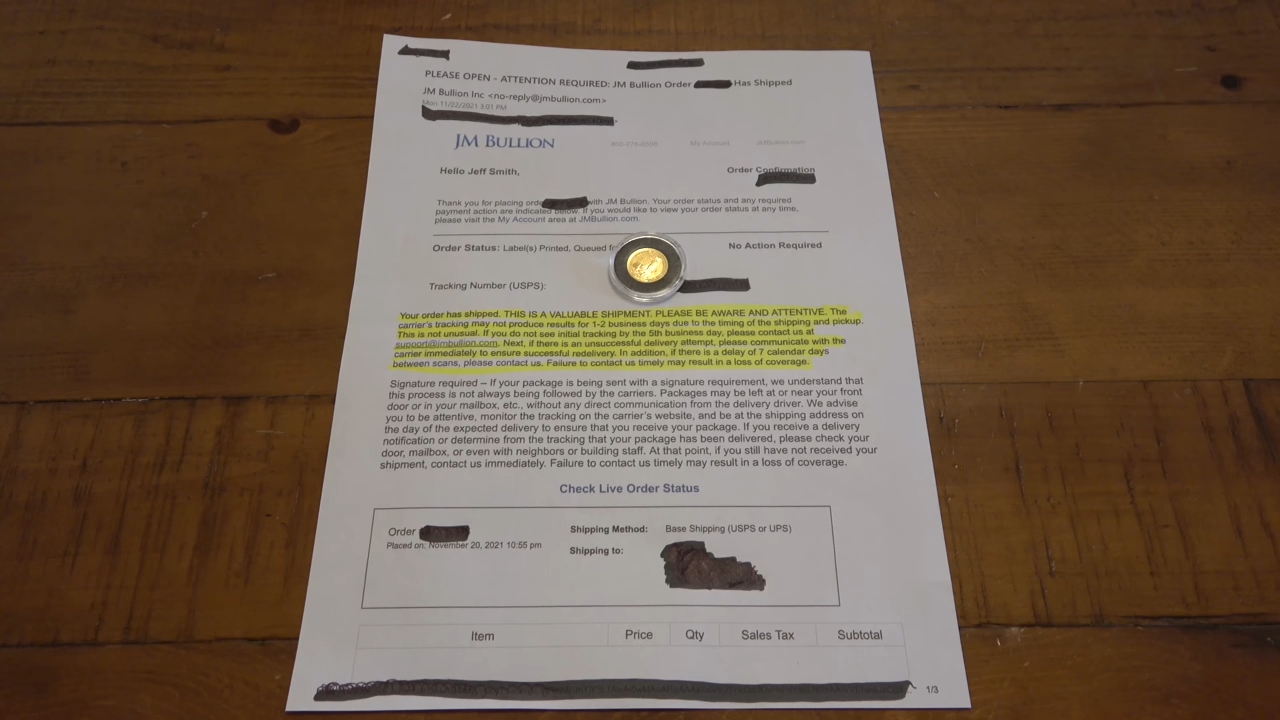 PLEASE OPEN - ATTENTION REQUIRED: JM Bullion Order Has Shipped
JM Bullion Inc <no-reply@jmbullion.com>
Mon 11/22/2021 3:01 PM
JM BULLION
My Account
JMBullion.com
Hello Jeff Smith,
Order Confirmation
Thank you for placing with JM Bullion. Your order status and any required
payment action are indicated below. If you would like to view your order status at any time,
please visit the My Account area at JMBullion.com.
Order Status: Label(s) Printed, Queued
No Action Required
Tracking Number (USPS):
Your order has shipped. THIS IS A VALUABLE SHIPMENT. PLEASE BE AWARE AND ATTENTIVE. The
carrier's tracking may not produce results for 1-2 business days due to the timing of the shipping and pickup.
This is not unusual. If you do not see initial tracking by the 5th business day, please contact us at
support@jmbullion.com. Next, if there is an unsuccessful delivery attempt, please communicate with the
carrier immediately to ensure successful redelivery. In addition, if there is a delay of 7 calendar days
between scans, please contact us. Failure to contact us timely may result in a loss of coverage.
Signature required – If your package is being sent with a signature requirement, we understand that
this process is not always being followed by the carriers. Packages may be left at or near your front
door or in your mailbox, etc., without any direct communication from the delivery driver. We advise
you to be attentive, monitor the tracking on the carrier's website, and be at the shipping address on
the day of the expected delivery to ensure that you receive your package. If you receive a delivery
notification or determine from the tracking that your package has been delivered, please check your
door, mailbox, or even with neighbors or building staff. At that point, if you still have not received your
shipment, contact us immediately. Failure to contact us timely may result in a loss of coverage.
Check Live Order Status
Order
Placed on: November 20, 2021 10:55 pm
Shipping Method: Base Shipping (USPS or UPS)
Shipping to:
Item Price Qty Sales Tax Subtotal
1/3